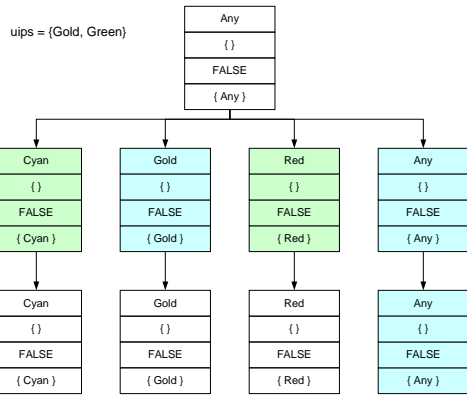 uips = {Gold, Green}
Any
{ }
FALSE
{ Any }
Cyan
{ }
FALSE
{ Cyan }
Gold
{ }
FALSE
{ Gold }
Red
{ }
FALSE
{ Red }
Any
{ }
FALSE
{ Any }
Cyan
{ }
FALSE
{ Cyan }
Gold
{ }
FALSE
{ Gold }
Red
{ }
FALSE
{ Red }
Any
{ }
FALSE
{ Any }